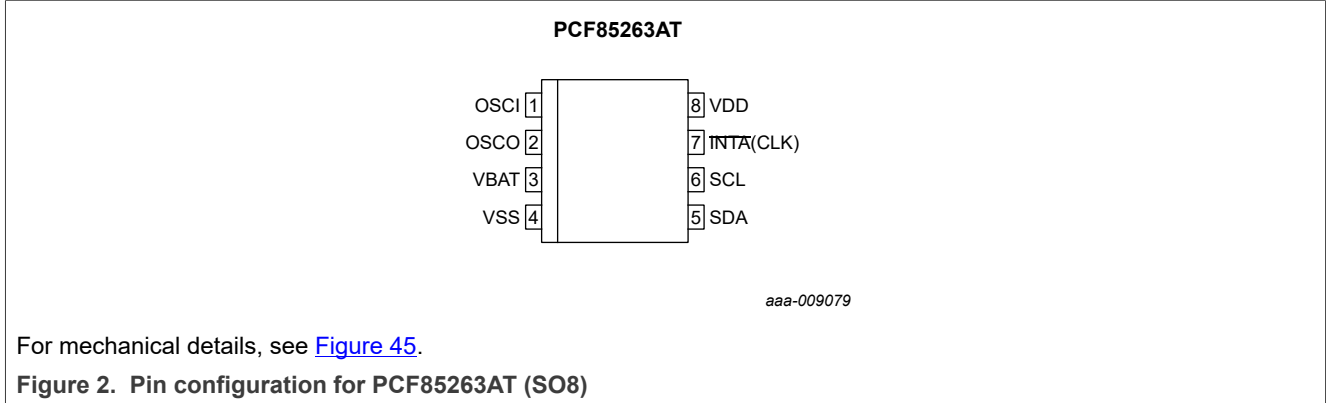 PCF85263AT
OSCI 1 8 VDD
OSCO 2 7 INTA(CLK)
VBAT 3 6 SCL
VSS 4 5 SDA
aaa-009079
For mechanical details, see Figure 45.
Figure 2. Pin configuration for PCF85263AT (SO8)